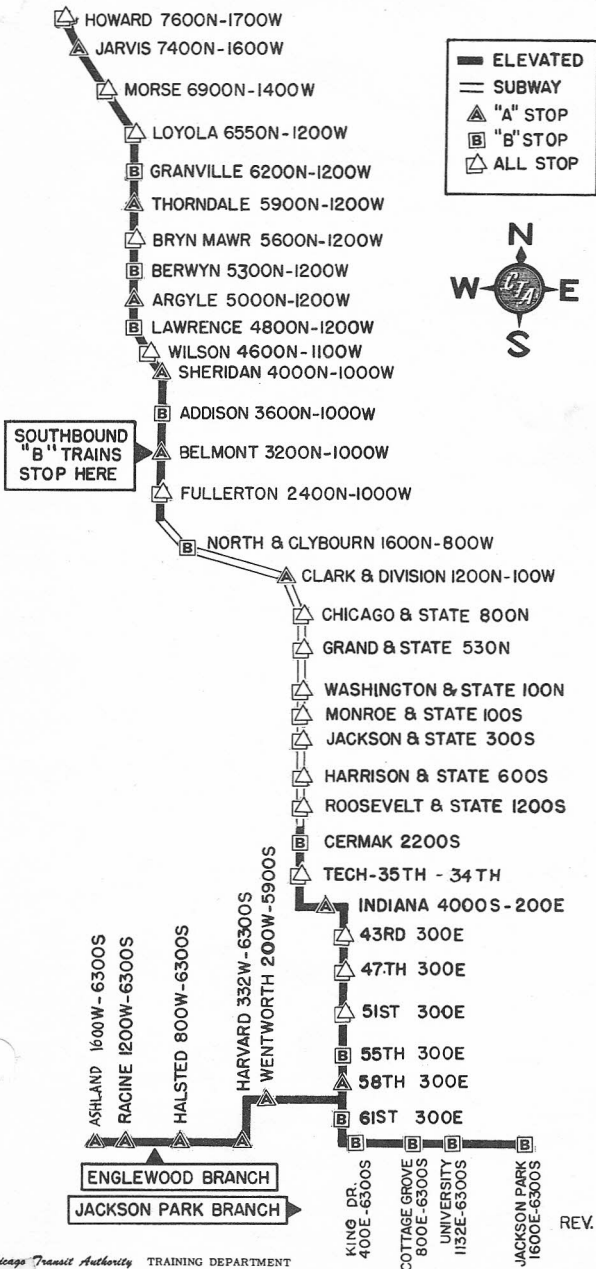 HOWARD 7600N-1700W
JARVIS 7400N-1600W
MORSE 6900N-1400W
LOYOLA 6550N-1200W
B GRANVILLE 6200N-1200W
A THORNDALE 5900N-1200W
BRYN MAWR 5600N-1200W
B BERWYN 5300N-1200W
A ARGYLE 5000N-1200W
B LAWRENCE 4800N-1200W
WILSON 4600N-1100W
A SHERIDAN 4000N-1000W
B ADDISON 3600N-1000W
A BELMONT 3200N-1000W
FULLERTON 2400N-1000W
B NORTH & CLYBOURN 1600N-800W
A CLARK & DIVISION 1200N-100W
CHICAGO & STATE 800N
GRAND & STATE 530N
WASHINGTON & STATE 100N
MONROE & STATE 100S
JACKSON & STATE 300S
HARRISON & STATE 600S
ROOSEVELT & STATE 1200S
B CERMAK 2200S
TECH-35TH - 34TH
A INDIANA 4000S-200E
43RD 300E
47TH 300E
51ST 300E
B 55TH 300E
A 58TH 300E
B 61ST 300E
ELEVATED
SUBWAY
A "A" STOP
B "B" STOP
ALL STOP
N
W CTA E
S
SOUTHBOUND
"B" TRAINS
STOP HERE
A ASHLAND 1600W-6300S
A RACINE 1200W-6300S
A HALSTED 800W-6300S
A HARVARD 332W-6300S
A WENTWORTH 200W-5900S
ENGLEWOOD BRANCH
JACKSON PARK BRANCH
B KING DR.
400E-6300S
B COTTAGE GROVE
800E-6300S
B UNIVERSITY
1132E-6300S
B JACKSON PARK
1600E-6300S
REV.
Transit Authority TRAINING DEPARTMENT